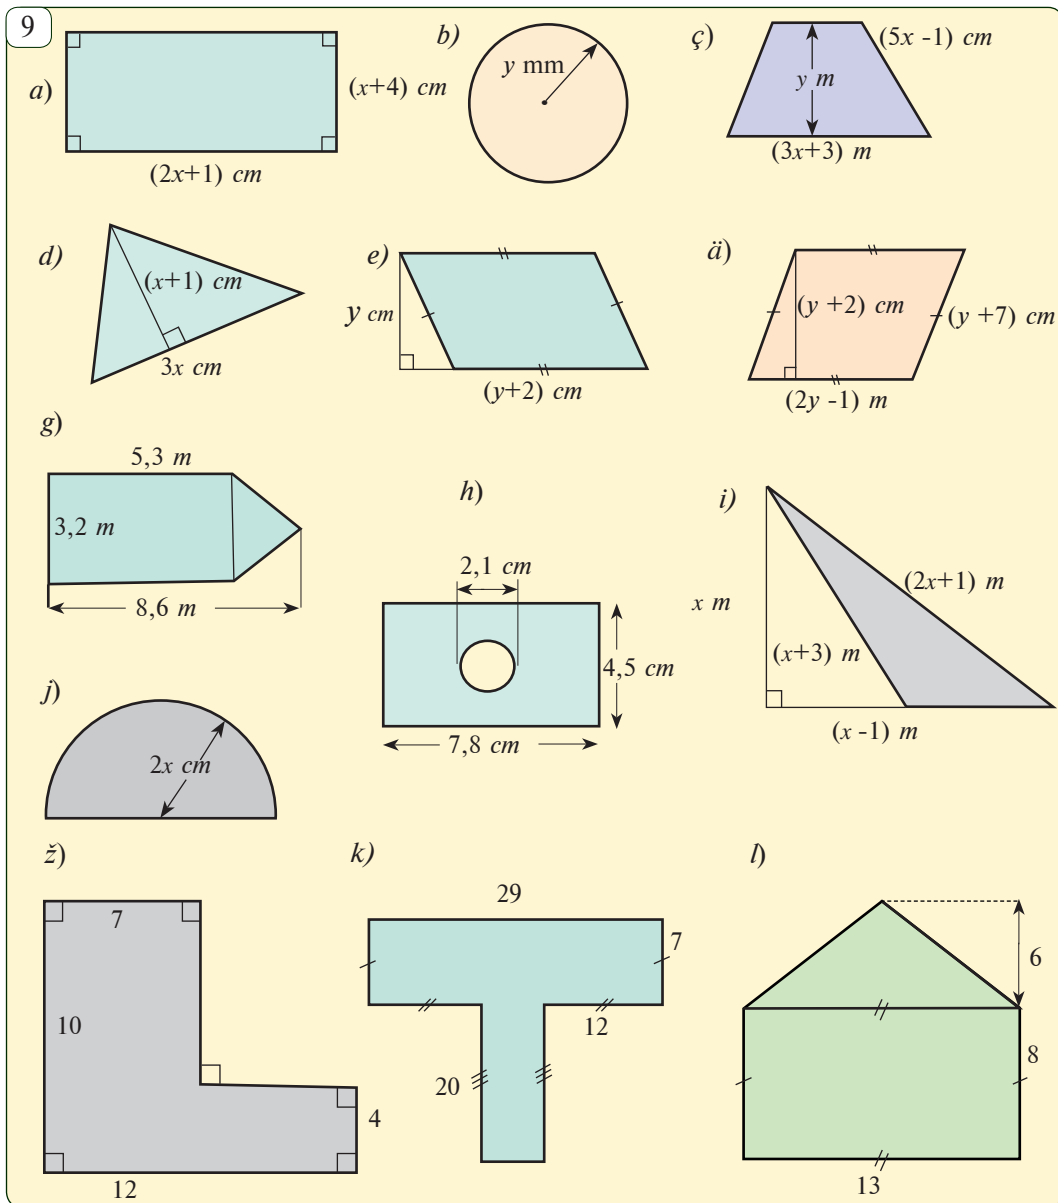 9
a)
(x+4) cm
(2x+1) cm
b)
y mm
ç)
(5x -1) cm
y m
(3x+3) m
d)
(x+1) cm
3x cm
e)
y cm
(y+2) cm
ä)
(y +2) cm
(y +7) cm
(2y -1) m
g)
5,3 m
3,2 m
8,6 m
h)
2,1 cm
4,5 cm
7,8 cm
i)
x m
(2x+1) m
(x+3) m
(x -1) m
j)
2x cm
ž)
7
10
4
12
k)
29
7
12
20
l)
6
8
13